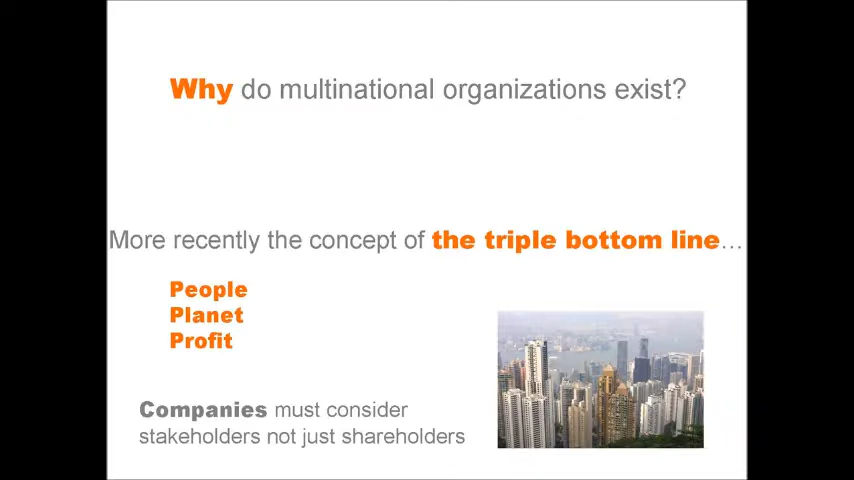 Why do multinational organizations exist?
More recently the concept of the triple bottom line...
People
Planet
Profit
Companies must consider
stakeholders not just shareholders